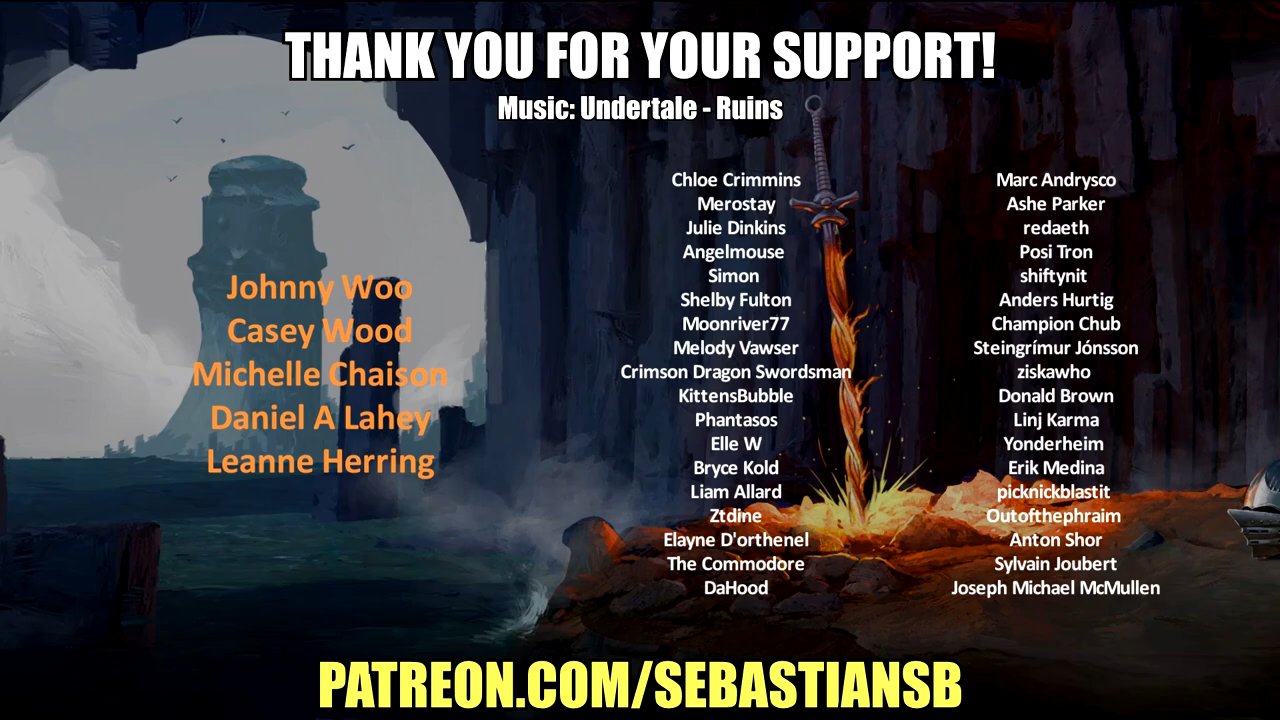 THANK YOU FOR YOUR SUPPORT!
Music: Undertale - Ruins
Johnny Woo
Casey Wood
Michelle Chaison
Daniel A Lahey
Leanne Herring
Chloe Crimmins
Merostay
Julie Dinkins
Angelmouse
Simon
Shelby Fulton
Moonriver77
Melody Vawser
Crimson Dragon Swordsman
KittensBubble
Phantasos
Elle W
Bryce Kold
Liam Allard
Ztdine
Elayne D'orthenel
The Commodore
DaHood
Marc Andrysco
Ashe Parker
redaeth
Posi Tron
shiftynit
Anders Hurtig
Champion Chub
Steingrímur Jónsson
ziskawho
Donald Brown
Linj Karma
Yonderheim
Erik Medina
picknickblastit
Outofthephraim
Anton Shor
Sylvain Joubert
Joseph Michael McMullen
PATREON.COM/SEBASTIANSB